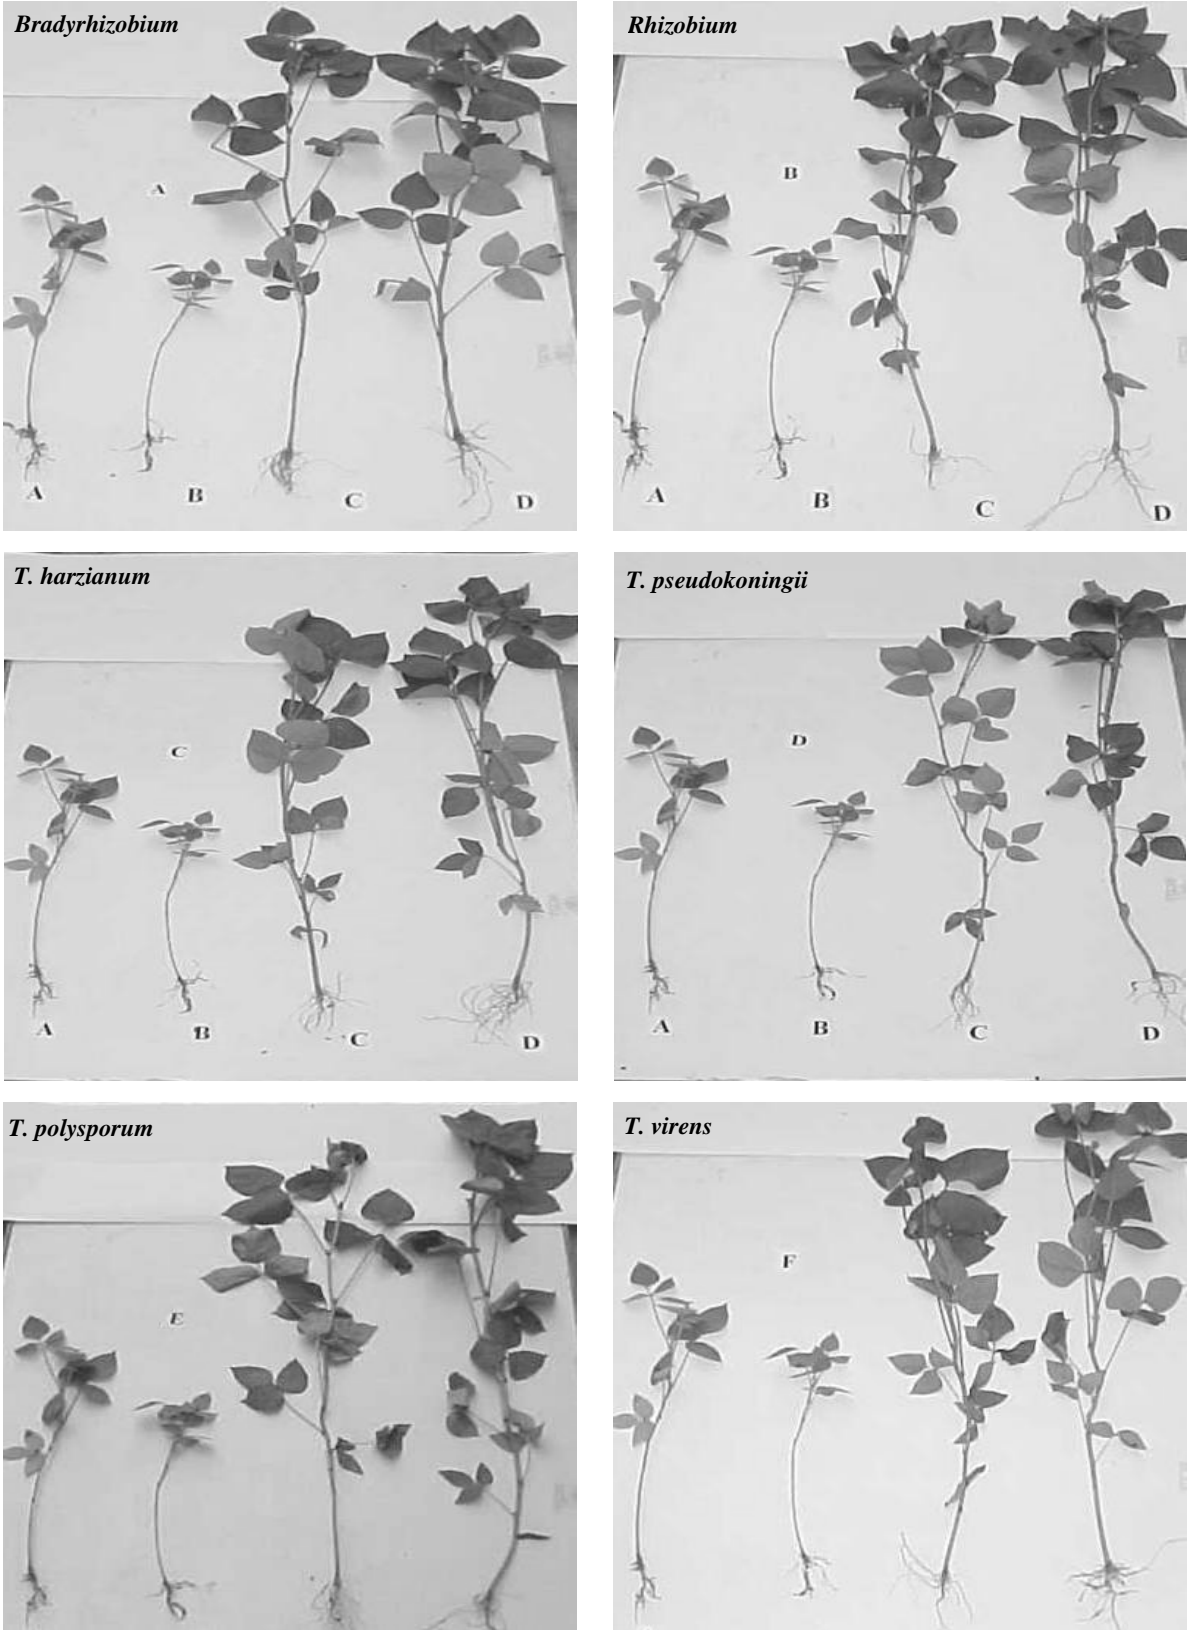 Bradyrhizobium
A
A
B
C
D
Rhizobium
B
A
B
C
D
T. harzianum
C
A
B
C
D
T. pseudokoningii
D
A
B
C
D
T. polysporum
E
T. virens
F